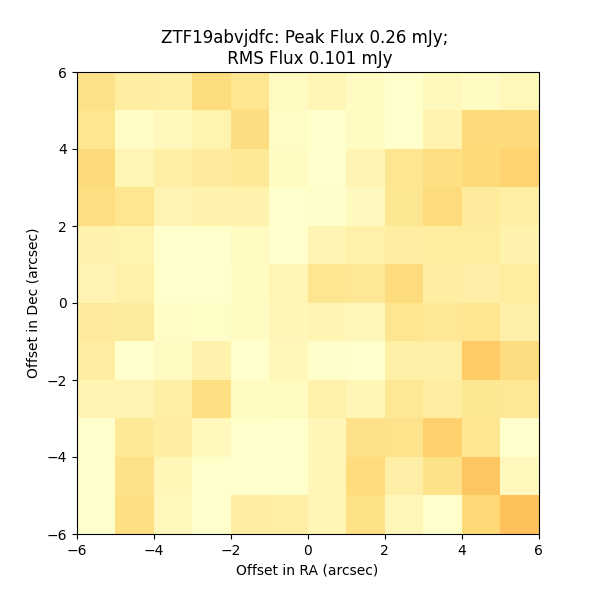 ZTF19abvjdfc: Peak Flux 0.26 mJy;
RMS Flux 0.101 mJy
6
4
2
0
−2
−4
−6
Offset in Dec (arcsec)
−6 −4 −2 0 2 4 6
Offset in RA (arcsec)